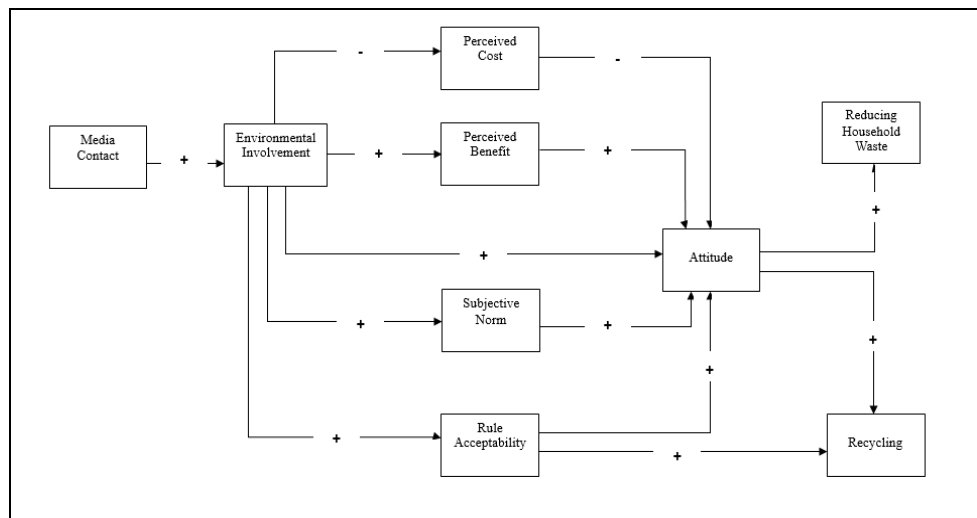 Perceived
Cost
-
-
Media
Contact
+
Environmental
Involvement
+
Perceived
Benefit
+
Reducing
Household
Waste
+
+
Attitude
Subjective
Norm
+
+
+
+
Rule
Acceptability
+
+
Recycling